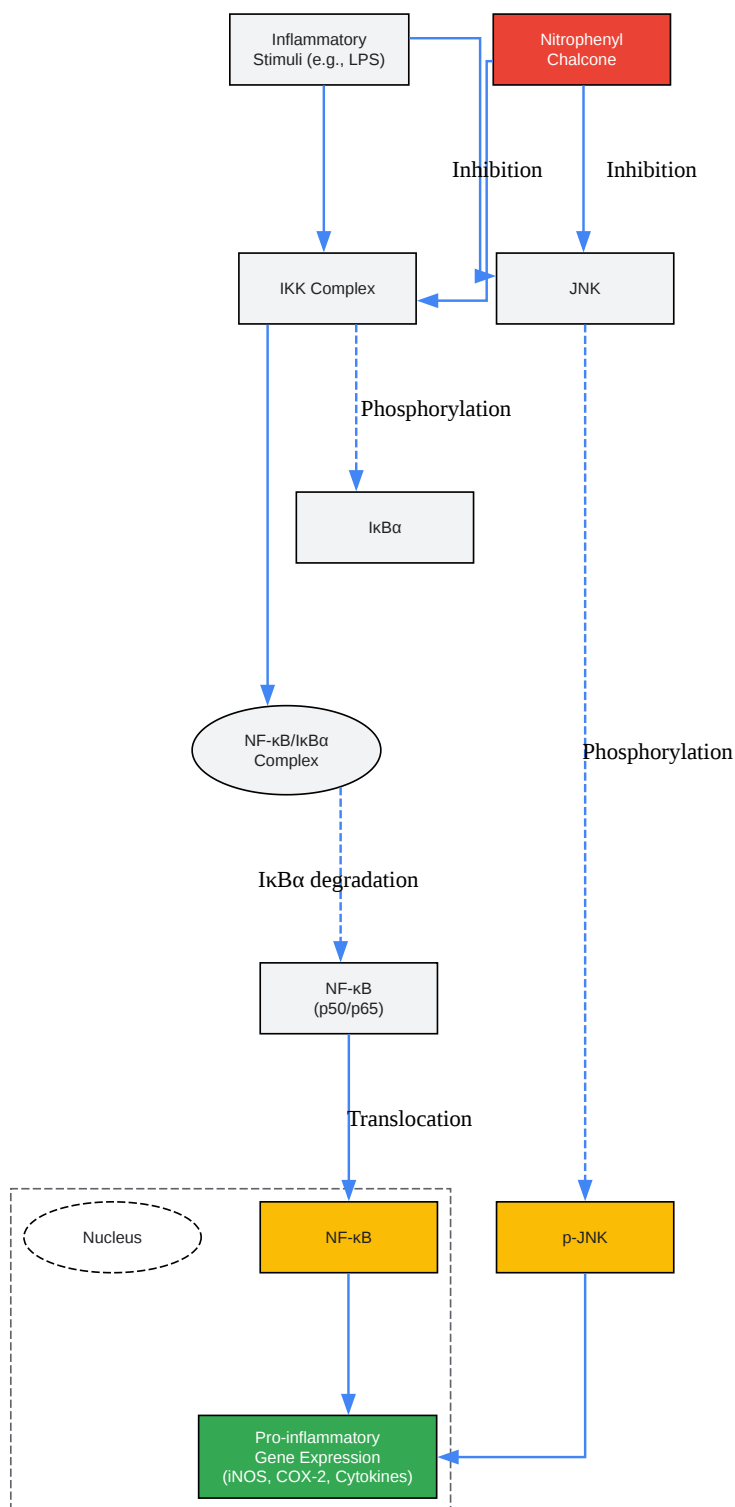 Inflammatory
Stimuli (e.g., LPS)
Nitrophenyl
Chalcone
Inhibition
Inhibition
IKK Complex
JNK
Phosphorylation
IκBα
NF-κB/IκBα
Complex
Phosphorylation
IκBα degradation
NF-κB
(p50/p65)
Translocation
Nucleus
NF-κB
p-JNK
Pro-inflammatory
Gene Expression
(iNOS, COX-2, Cytokines)